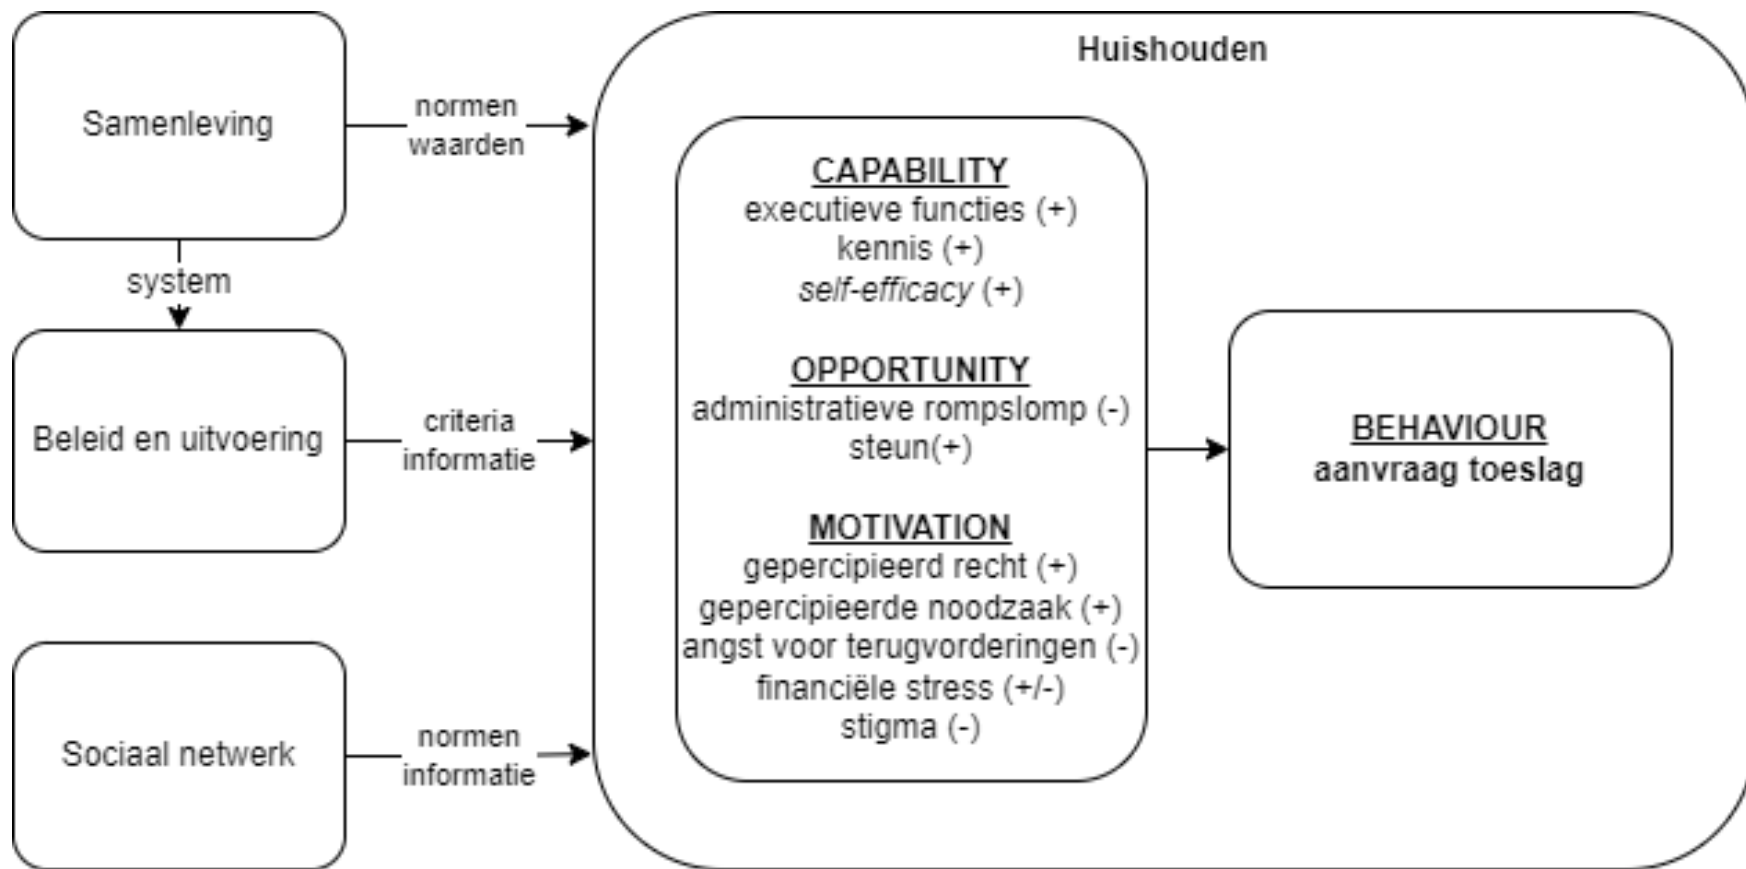 Huishouden
Samenleving
normen
waarden
system
Beleid en uitvoering
criteria
informatie
Sociaal netwerk
normen
informatie
CAPABILITY
executieve functies (+)
kennis (+)
self-efficacy (+)
OPPORTUNITY
administratieve rompslomp (-)
steun(+)
MOTIVATION
gepercipieerd recht (+)
gepercipieerde noodzaak (+)
angst voor terugvorderingen (-)
financiële stress (+/-)
stigma (-)
BEHAVIOUR
aanvraag toeslag